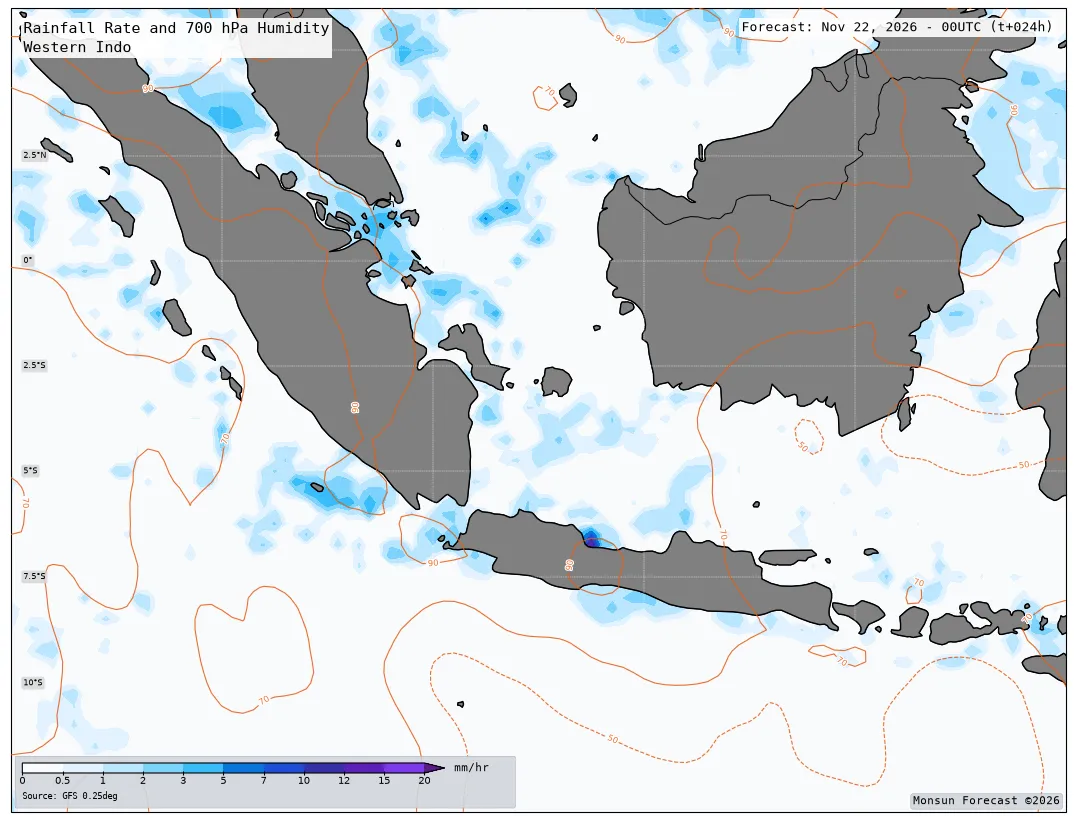 Rainfall Rate and 700 hPa Humidity
Western Indo
Forecast: Nov 22, 2026 - 00UTC (t+024h)
90
90
90
70
90
2.5°N
0°
2.5°S
90
70
50
50
5°S
70
70
90
90
7.5°S
70
70
70
10°S
70
50
0 0.5 1 2 3 5 7 10 12 15 20 mm/hr
Source: GFS 0.25deg
Monsun Forecast ©2026